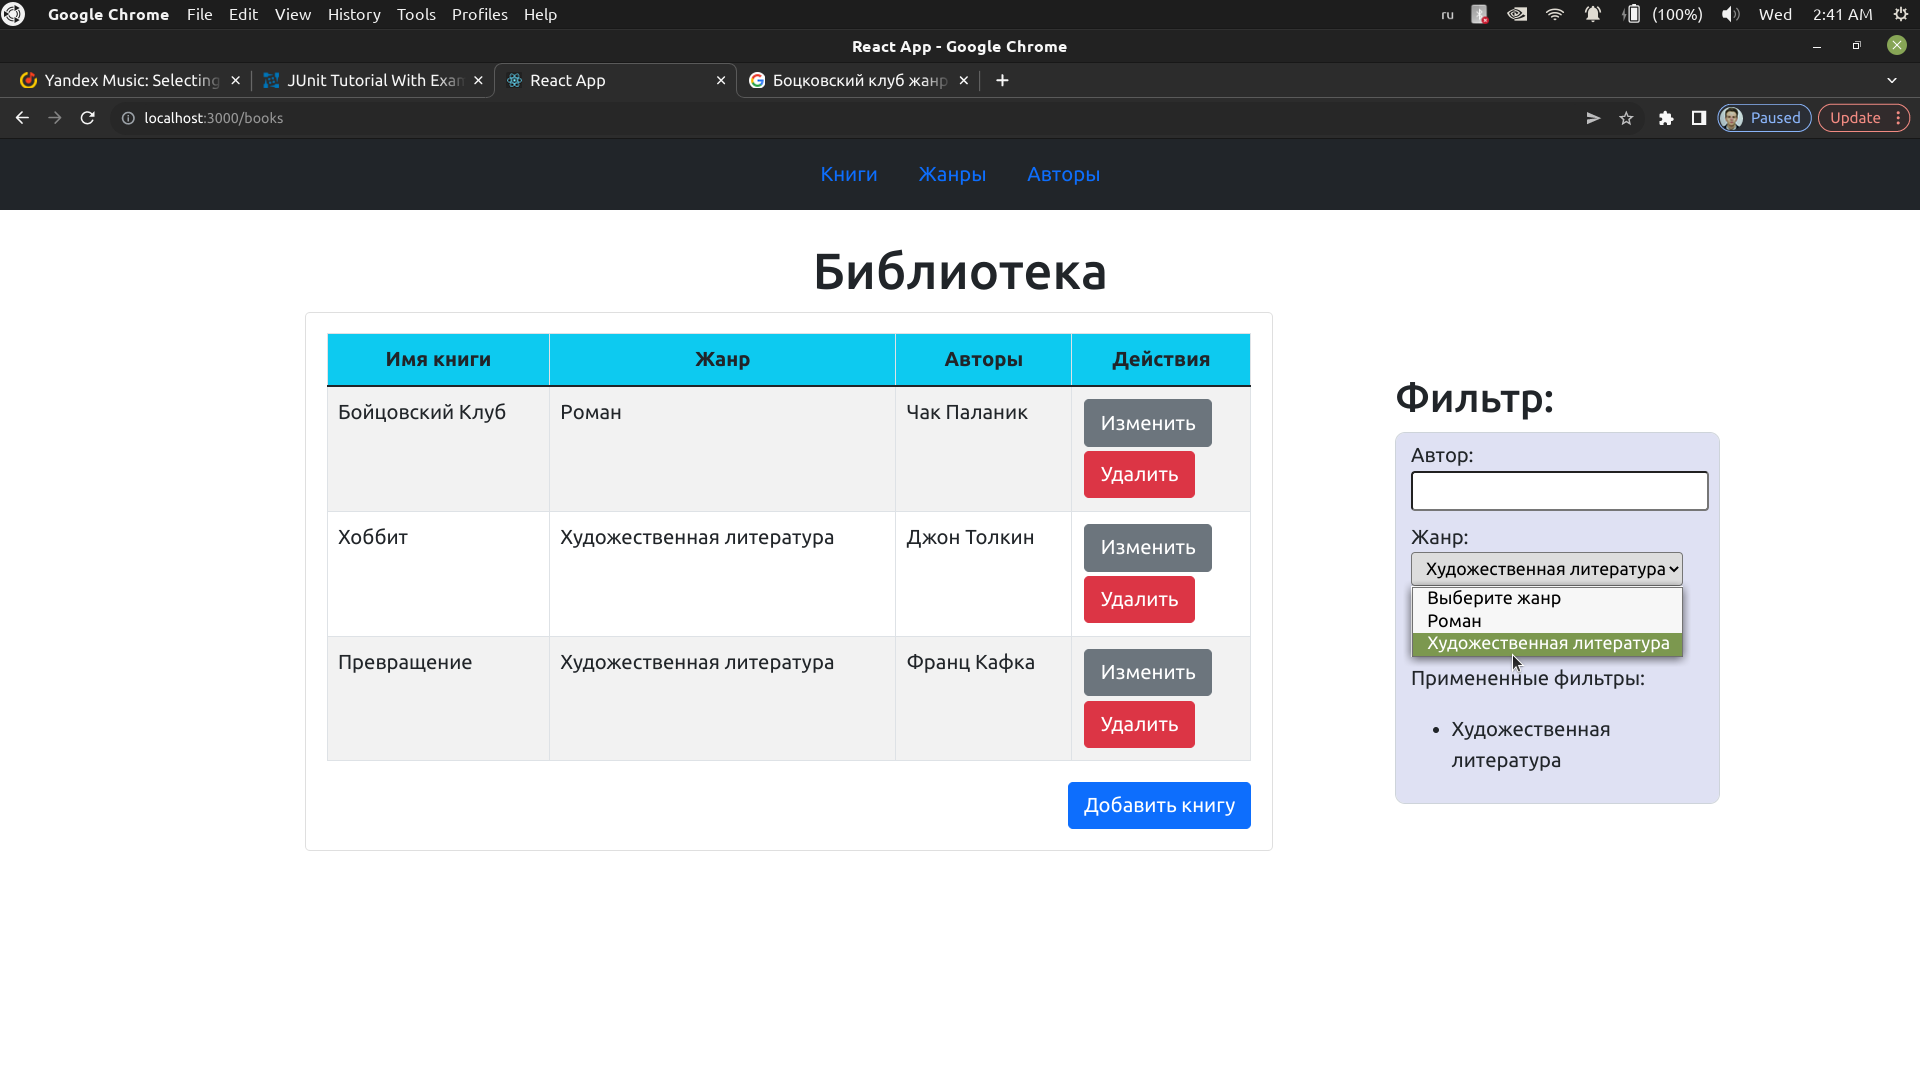 Google Chrome File Edit View History Tools Profiles Help ru (100%) Wed 2:41 AM
React App - Google Chrome
Yandex Music: Selecting JUnit Tutorial With Exam React App Боцковский клуб жанр
localhost:3000/books Paused Update
Книги Жанры Авторы
Библиотека
Имя книги Жанр Авторы Действия
Бойцовский Клуб Роман Чак Паланик Изменить
Удалить
Хоббит Художественная литература Джон Толкин Изменить
Удалить
Превращение Художественная литература Франц Кафка Изменить
Удалить
Добавить книгу
Фильтр:
Автор:
Жанр:
Художественная литература
Выберите жанр
Роман
Художественная литература
Примененные фильтры:
• Художественная
литература